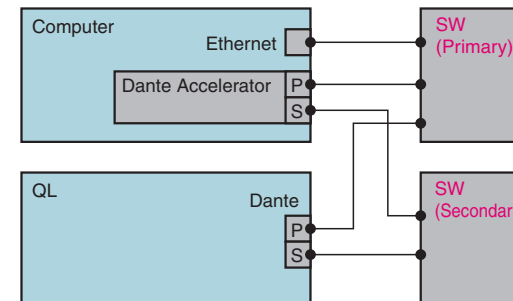 Computer
Ethernet
Dante Accelerator
P
S
SW
(Primary)
QL
Dante
P
S
SW
(Secondar